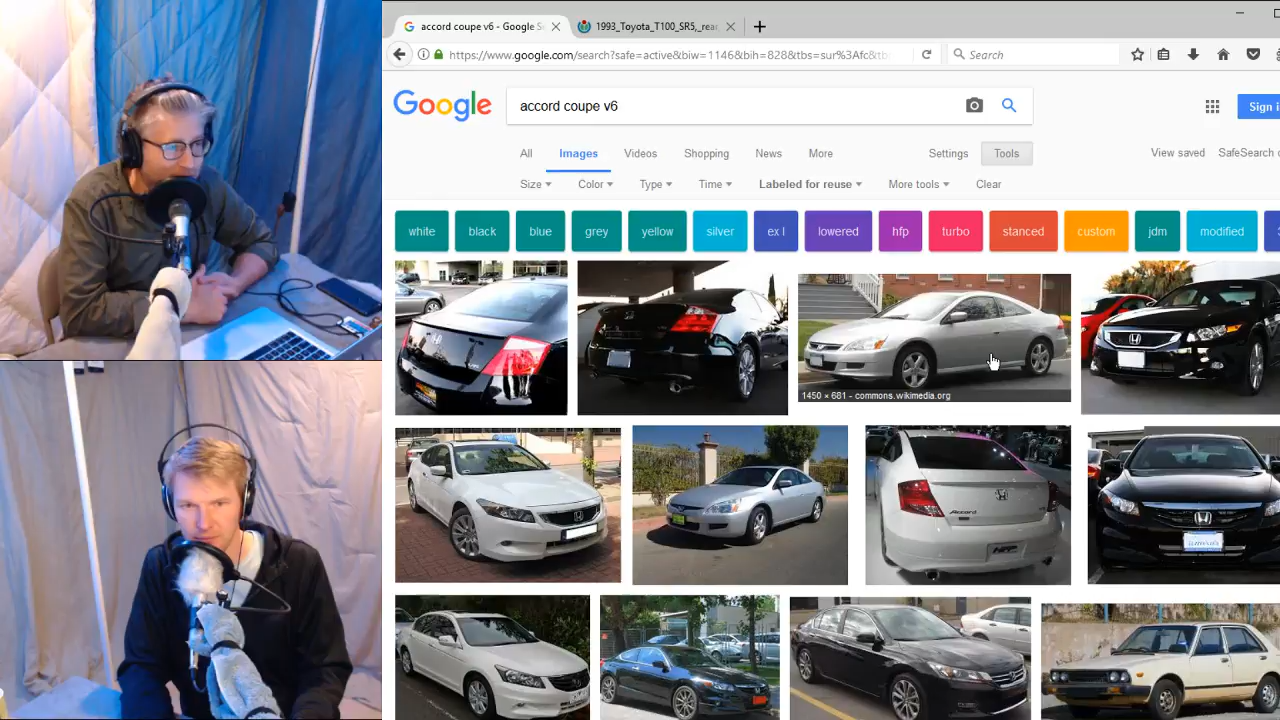 accord coupe v6 - Google S
1993_Toyota_T100_SR5,_rea
https://www.google.com/search?safe=active&biw=1146&bih=828&tbs=sur%3Afc&tb
Search
Google
accord coupe v6
Sign i
All
Images
Videos
Shopping
News
More
Settings
Tools
View saved
SafeSearch
Size
Color
Type
Time
Labeled for reuse
More tools
Clear
white
black
blue
grey
yellow
silver
ex l
lowered
hfp
turbo
stanced
custom
jdm
modified
1450 × 681 - commons.wikimedia.org
Accord
HFP